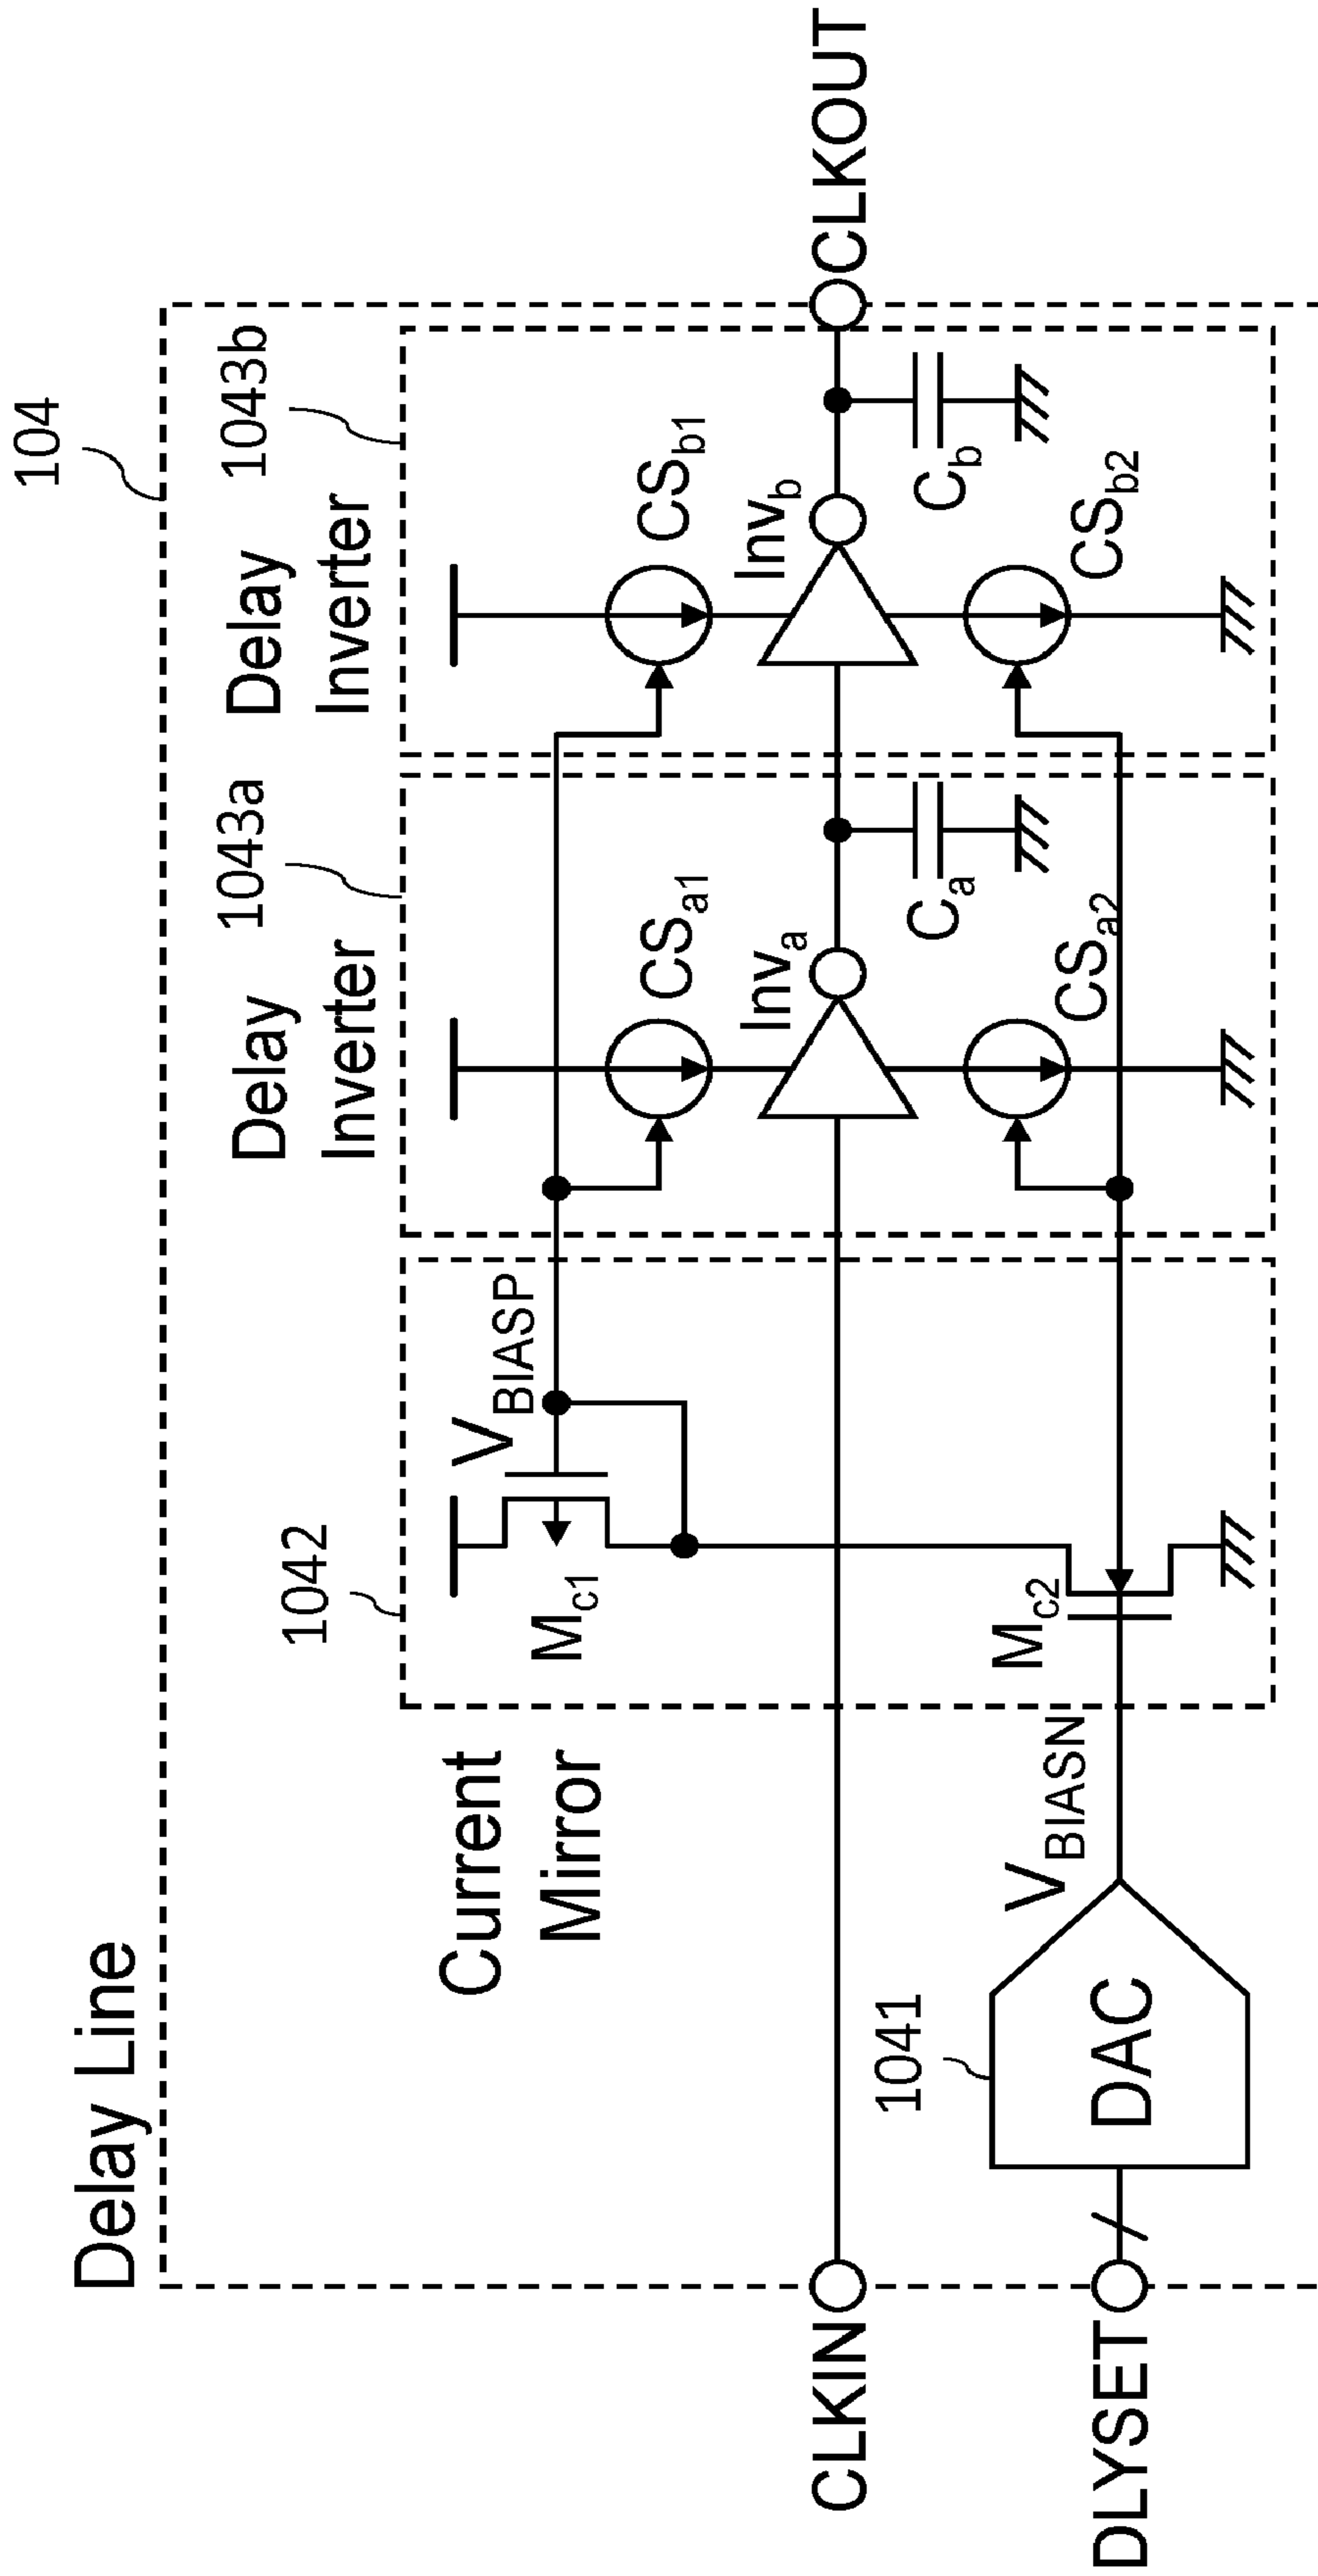 Delay Line
104
Current
Mirror
1042
Delay
Inverter
1043a
Delay
Inverter
1043b
V_BIASP
M_c1
CS_a1
CS_b1
Inv_a
Inv_b
CLKIN
CLKOUT
C_a
C_b
M_c2
CS_a2
CS_b2
1041
V_BIASN
DLYSET
DAC